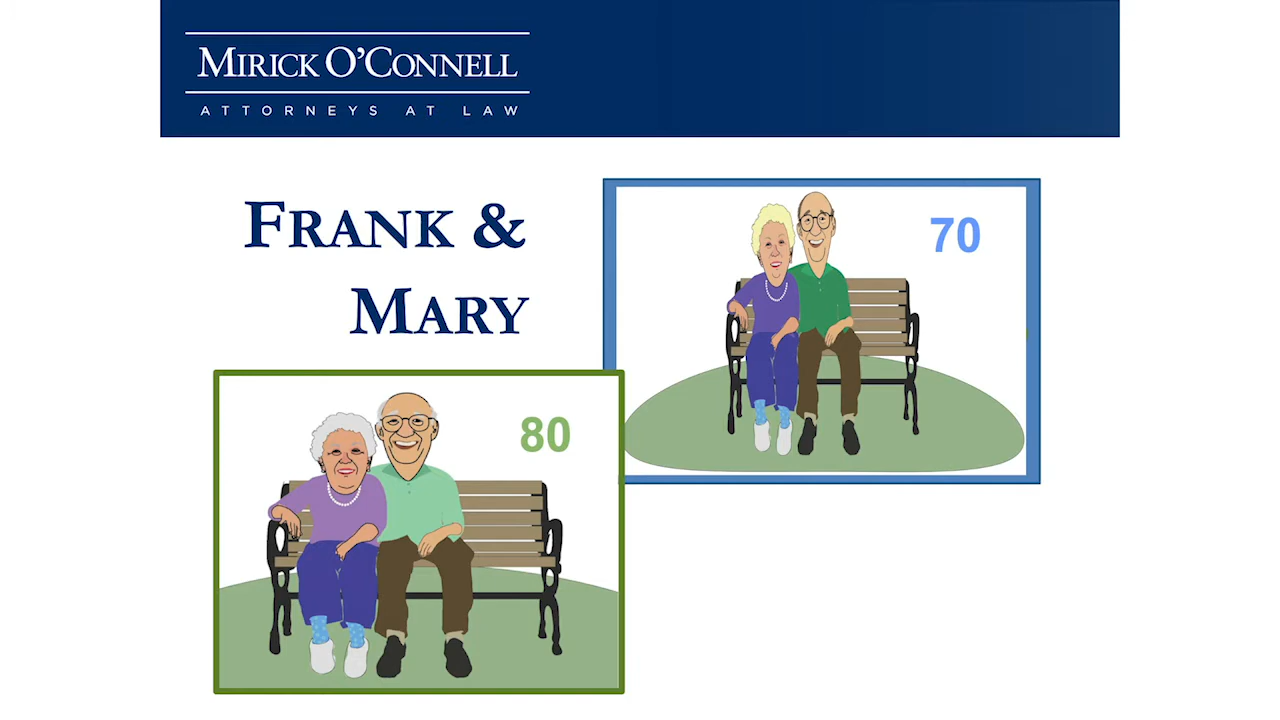 MIRICK O'CONNELL
ATTORNEYS AT LAW
FRANK &
MARY
70
80